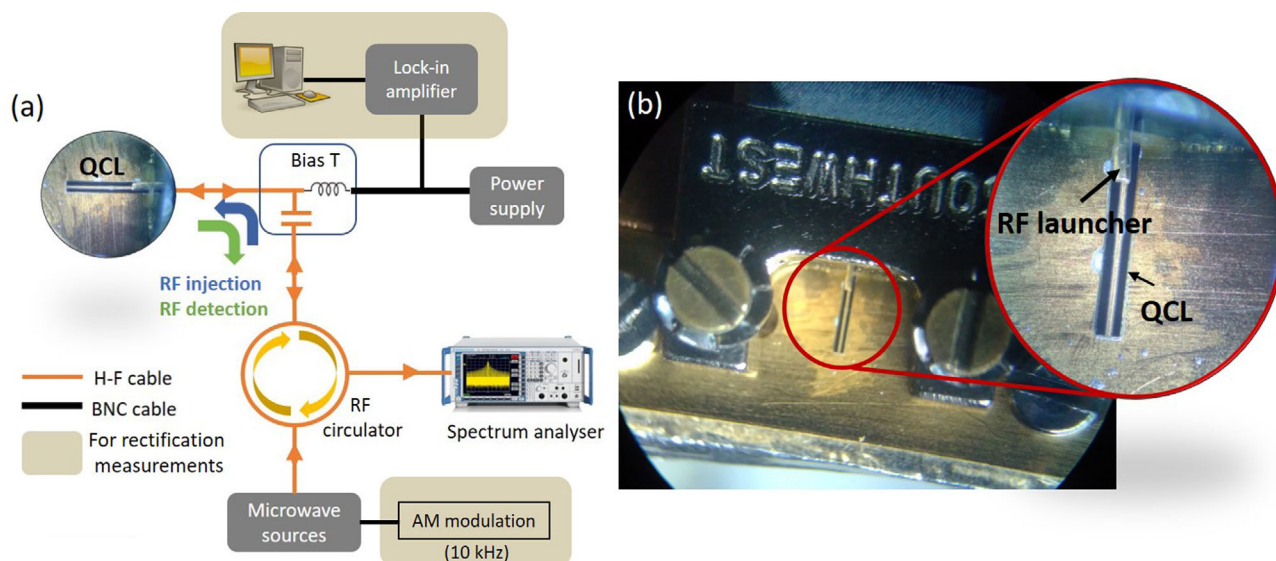 (a)
Lock-in
amplifier
QCL
Bias T
Power
supply
RF injection
RF detection
H-F cable
BNC cable
For rectification
measurements
RF
circulator
Spectrum analyser
Microwave
sources
AM modulation
(10 kHz)
(b)
OUTHWEST
RF launcher
QCL